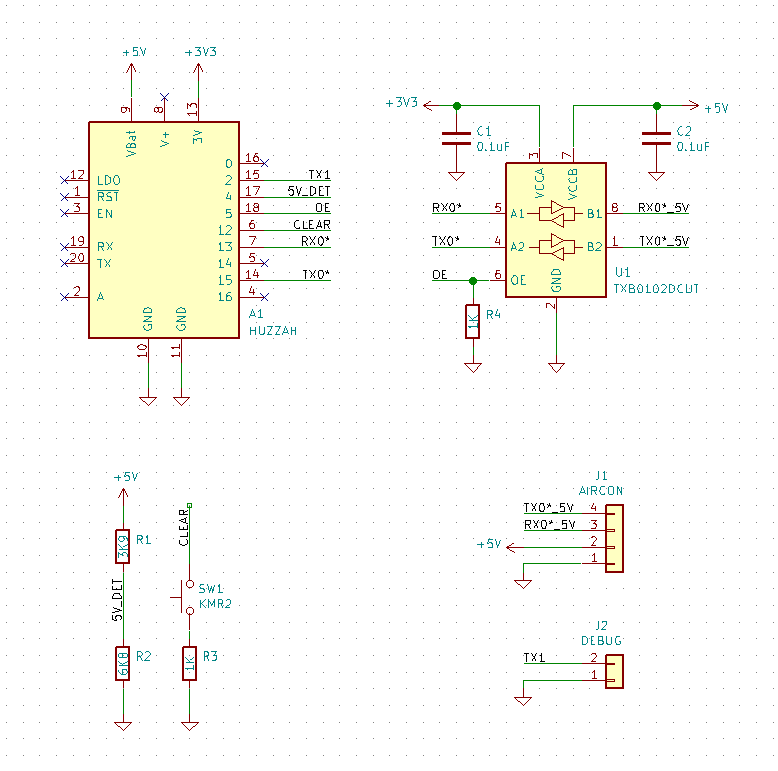 +5V
+3V3
9
8
13
VBat
V+
3V
12
LDO
1
RST
3
EN
19
RX
20
TX
2
A
0
16
2
15
TX1
4
17
5V_DET
5
18
OE
12
6
CLEAR
13
7
RX0*
14
5
15
14
TX0*
16
4
GND
GND
10
11
A1
HUZZAH
+3V3
+5V
C1
0.1uF
C2
0.1uF
3
7
VCCA
VCCB
RX0*
5
A1
B1
8
RX0*_5V
TX0*
4
A2
B2
1
TX0*_5V
OE
6
OE
GND
2
U1
TXB0102DCUT
1K
R4
+5V
3K9
R1
5V_DET
6K8
R2
CLEAR
SW1
KMR2
1K
R3
J1
AIRCON
TX0*_5V
4
RX0*_5V
3
+5V
2
1
J2
DEBUG
TX1
2
1